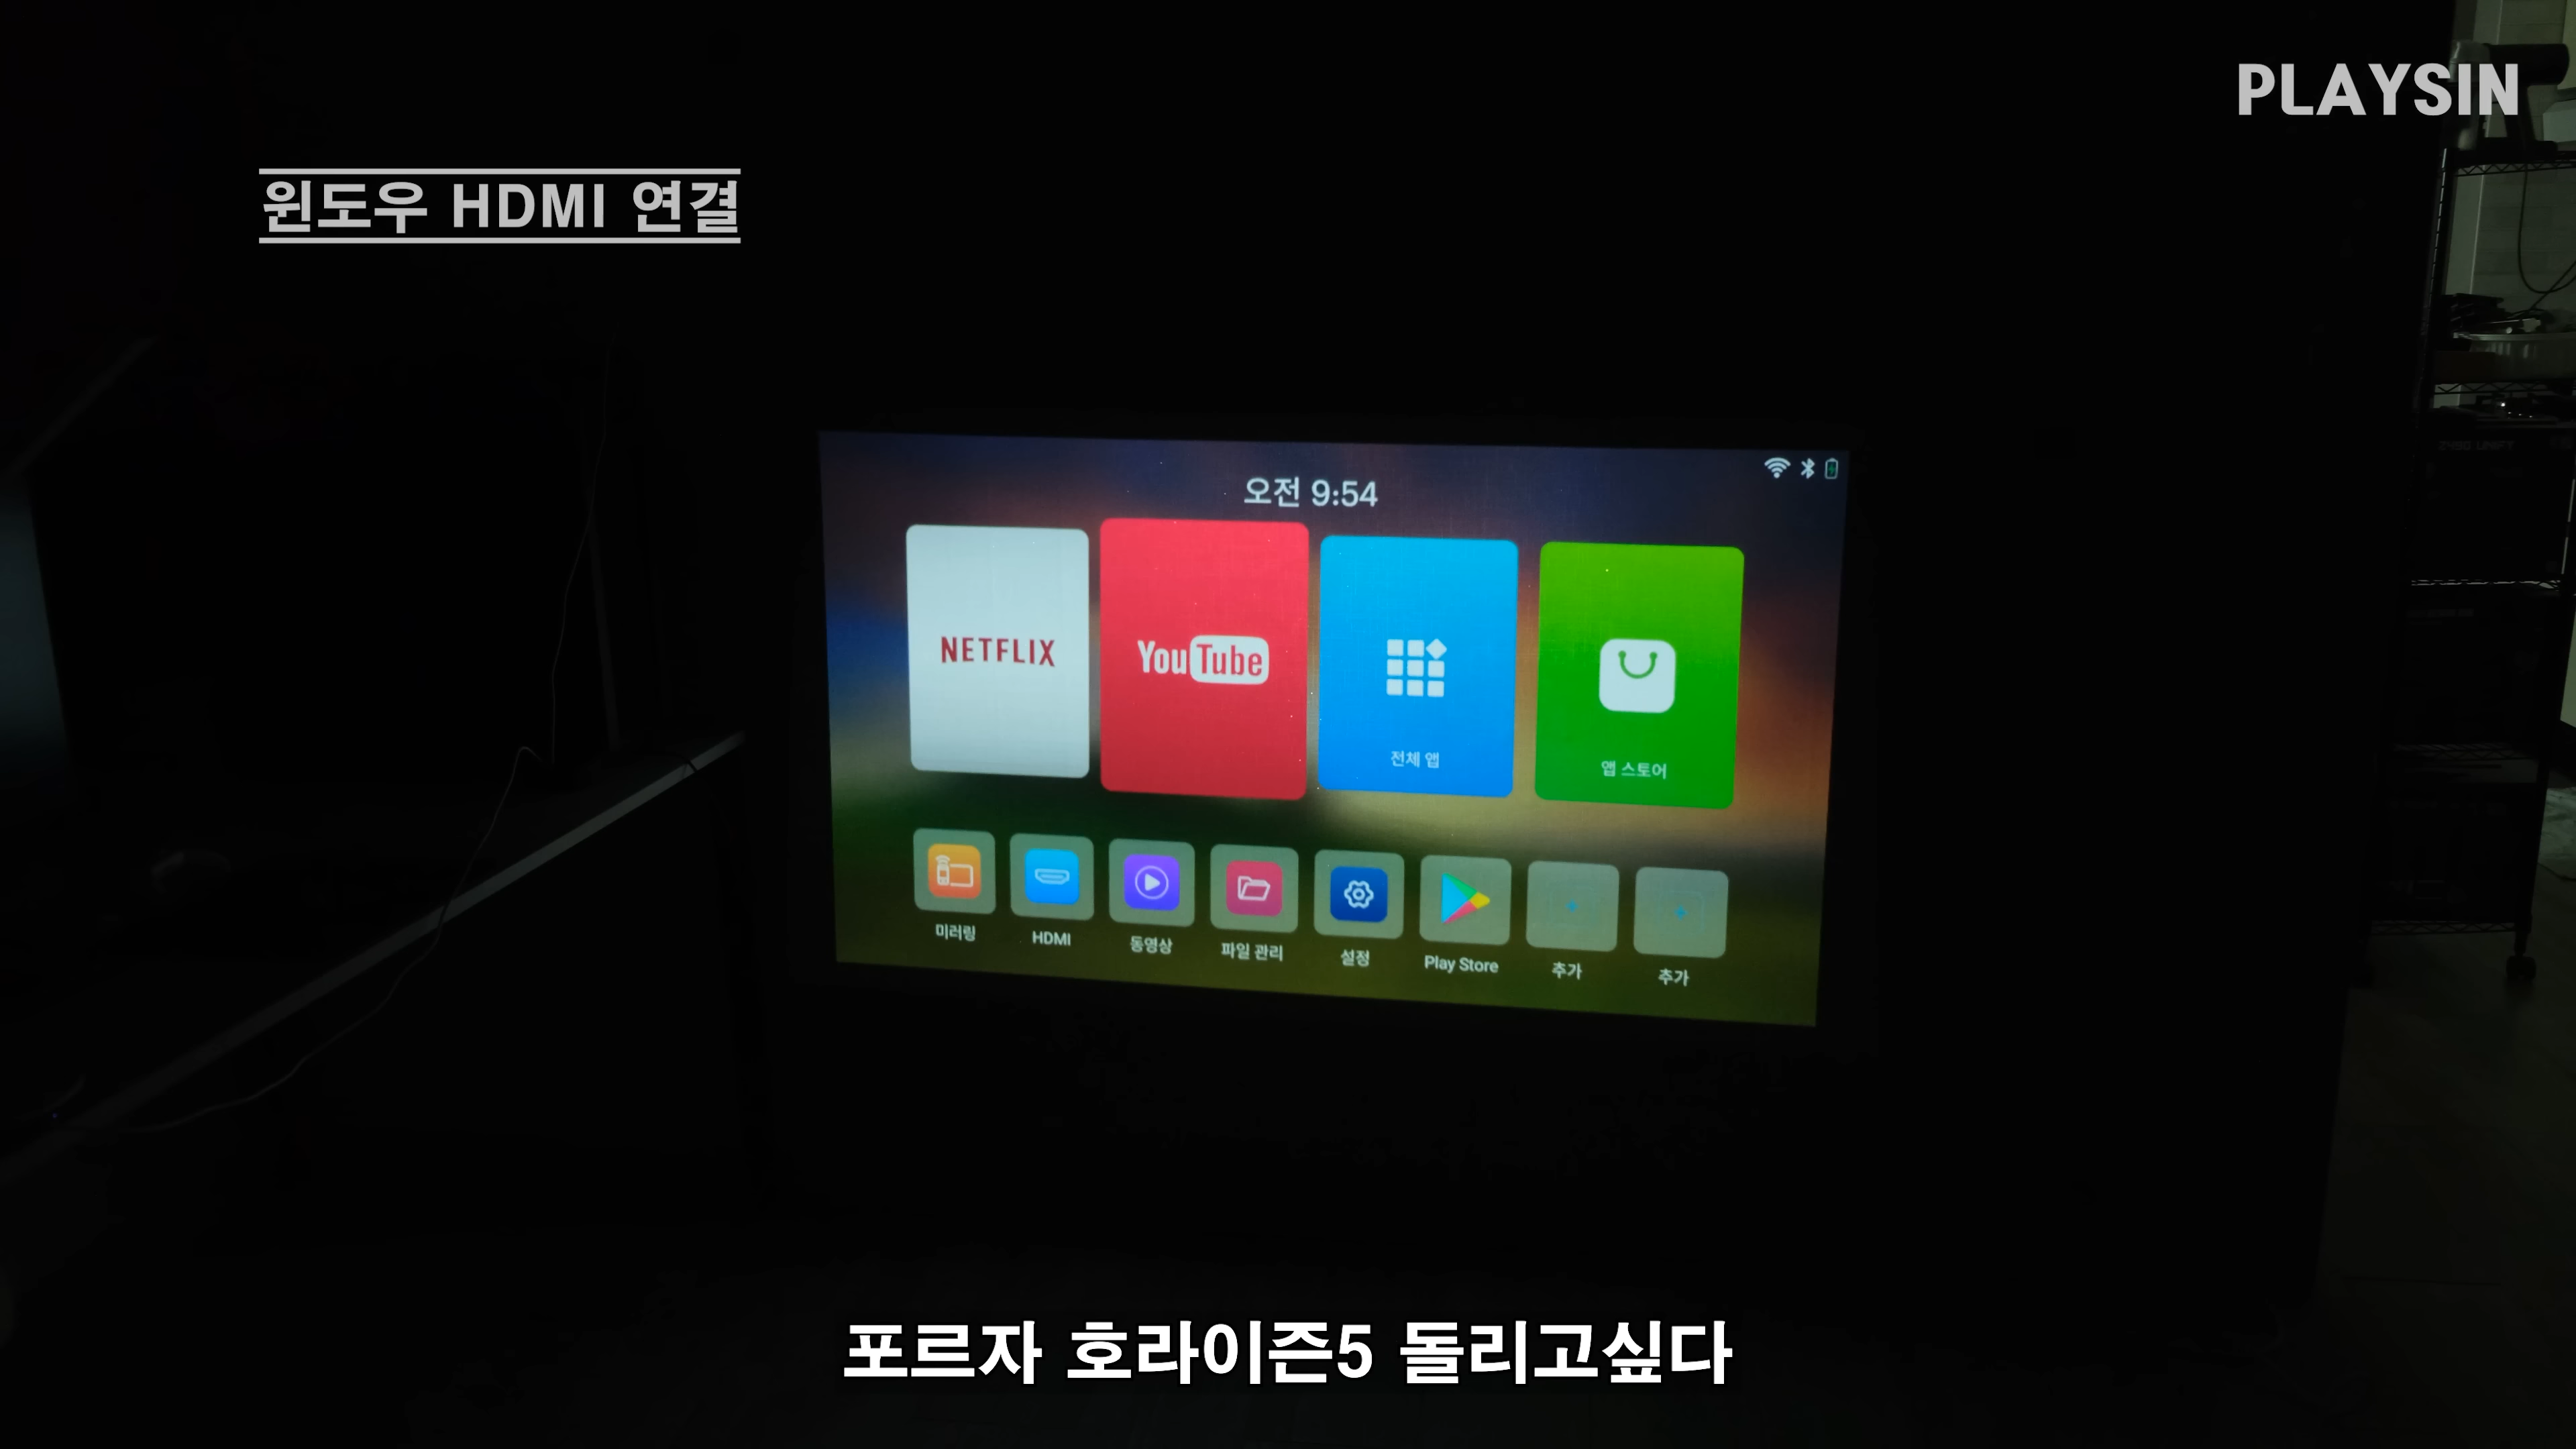 PLAYSIN
윈도우 HDMI 연결
오전 9:54
NETFLIX
YouTube
전체 앱
앱 스토어
미러링
HDMI
동영상
파일 관리
설정
Play Store
추가
추가
포르자 호라이즌5 돌리고싶다